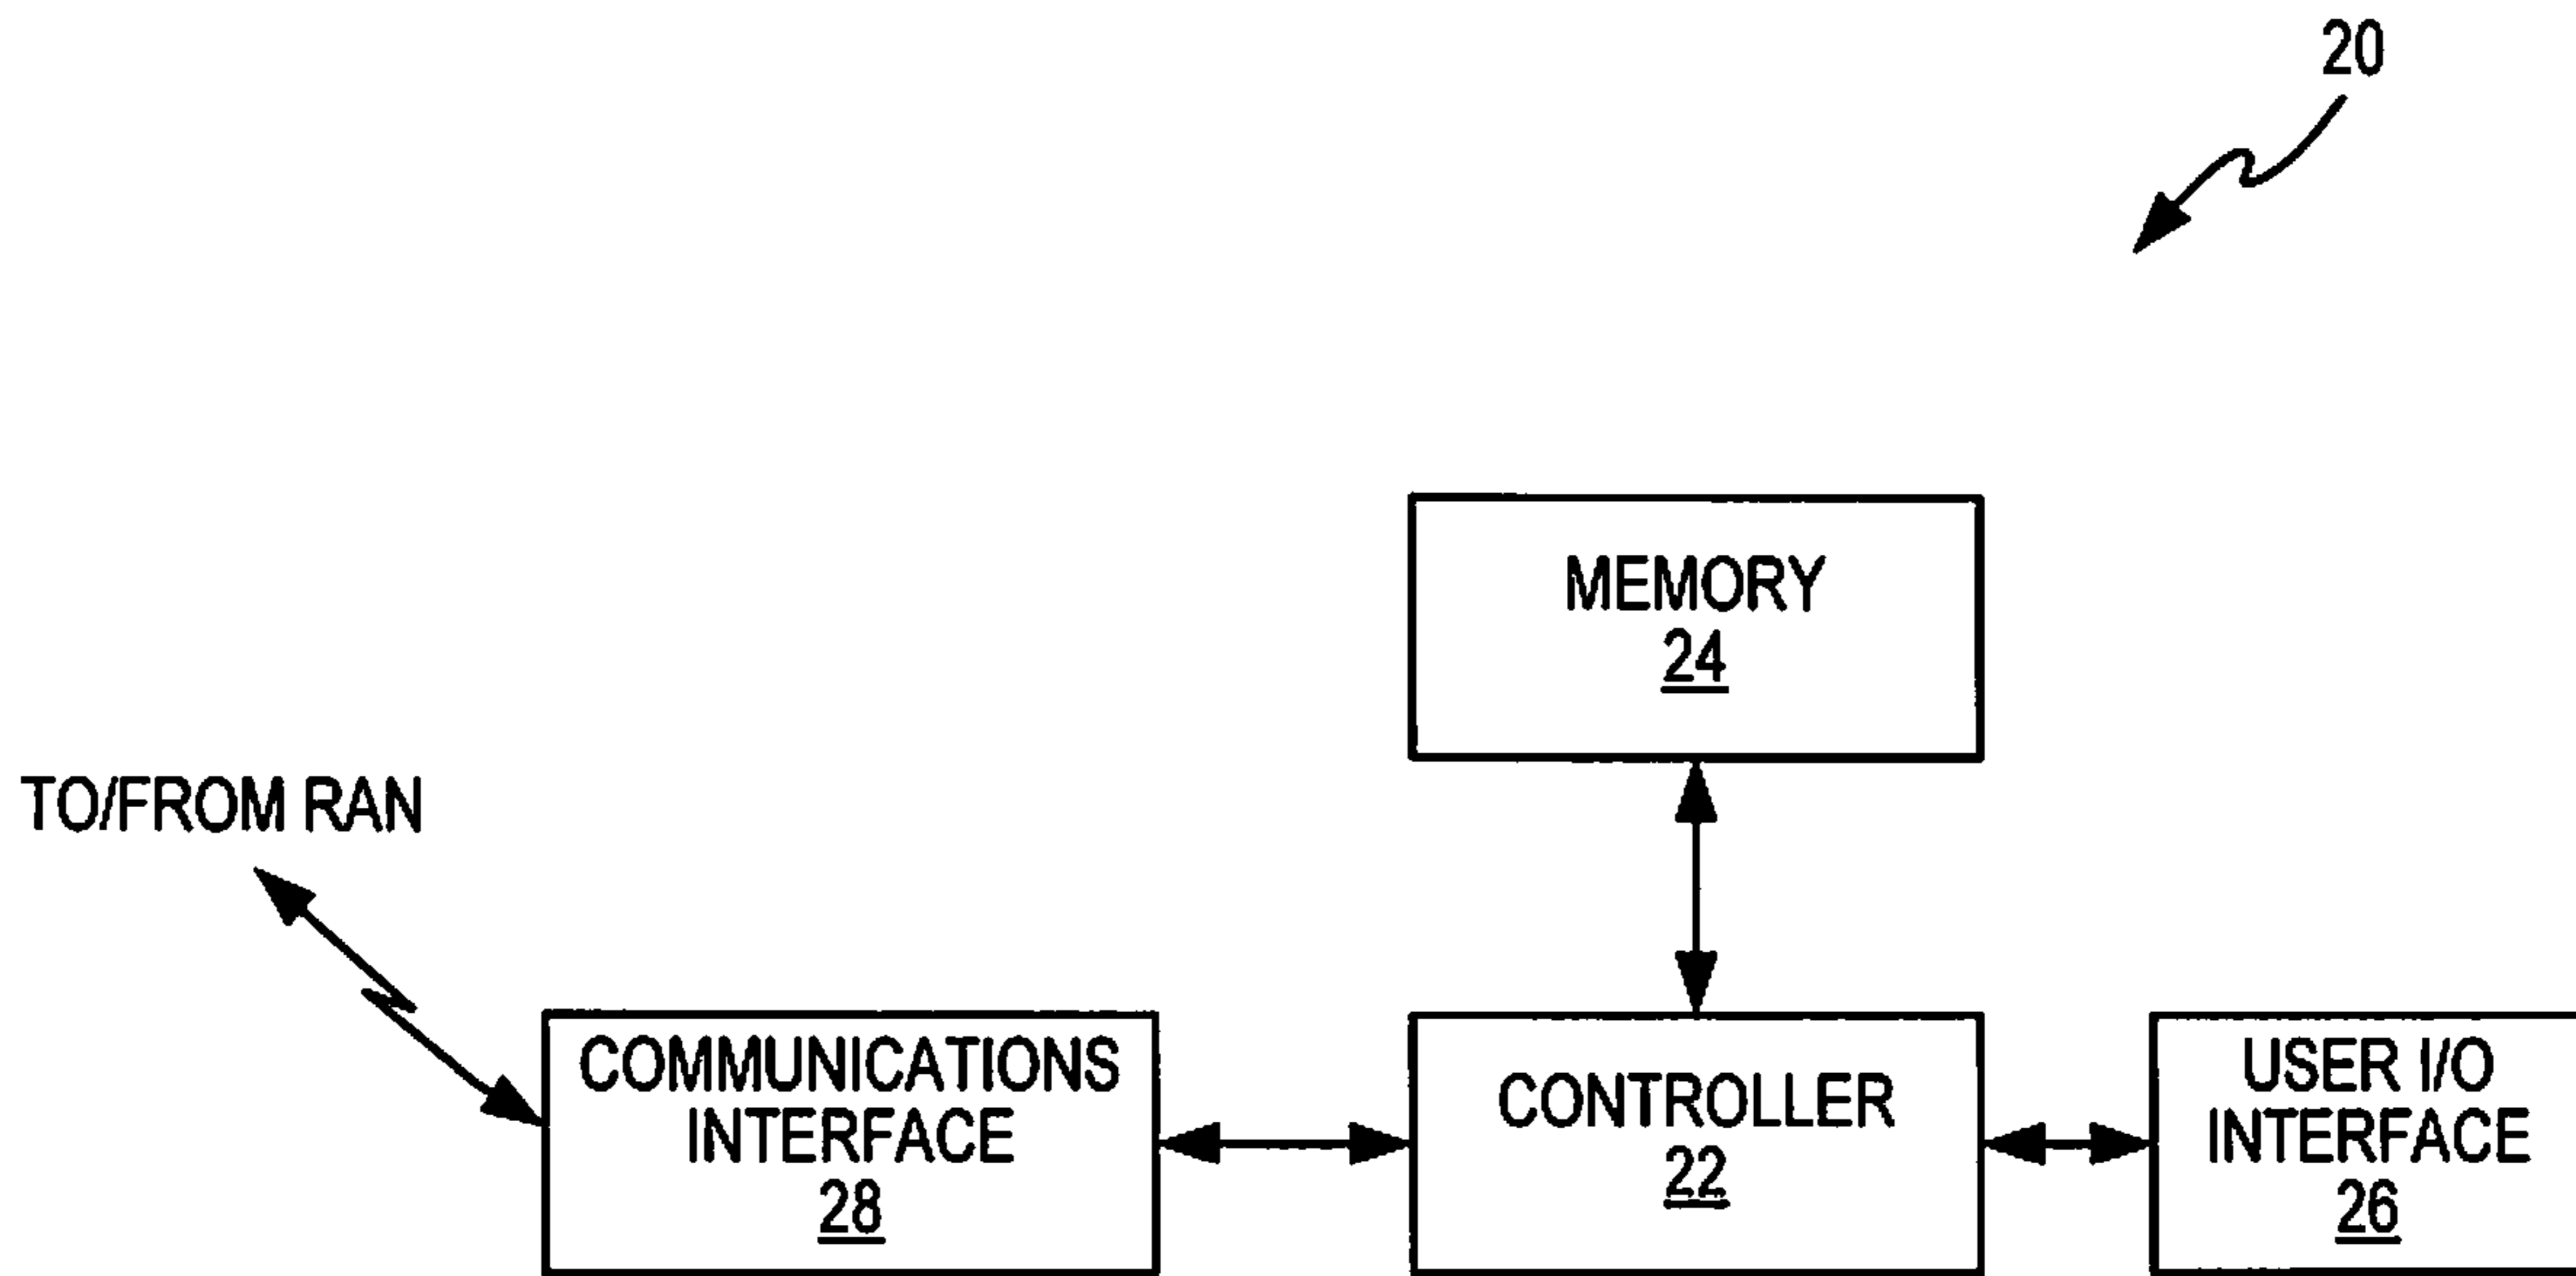 20
MEMORY
24
TO/FROM RAN
COMMUNICATIONS
INTERFACE
28
CONTROLLER
22
USER I/O
INTERFACE
26